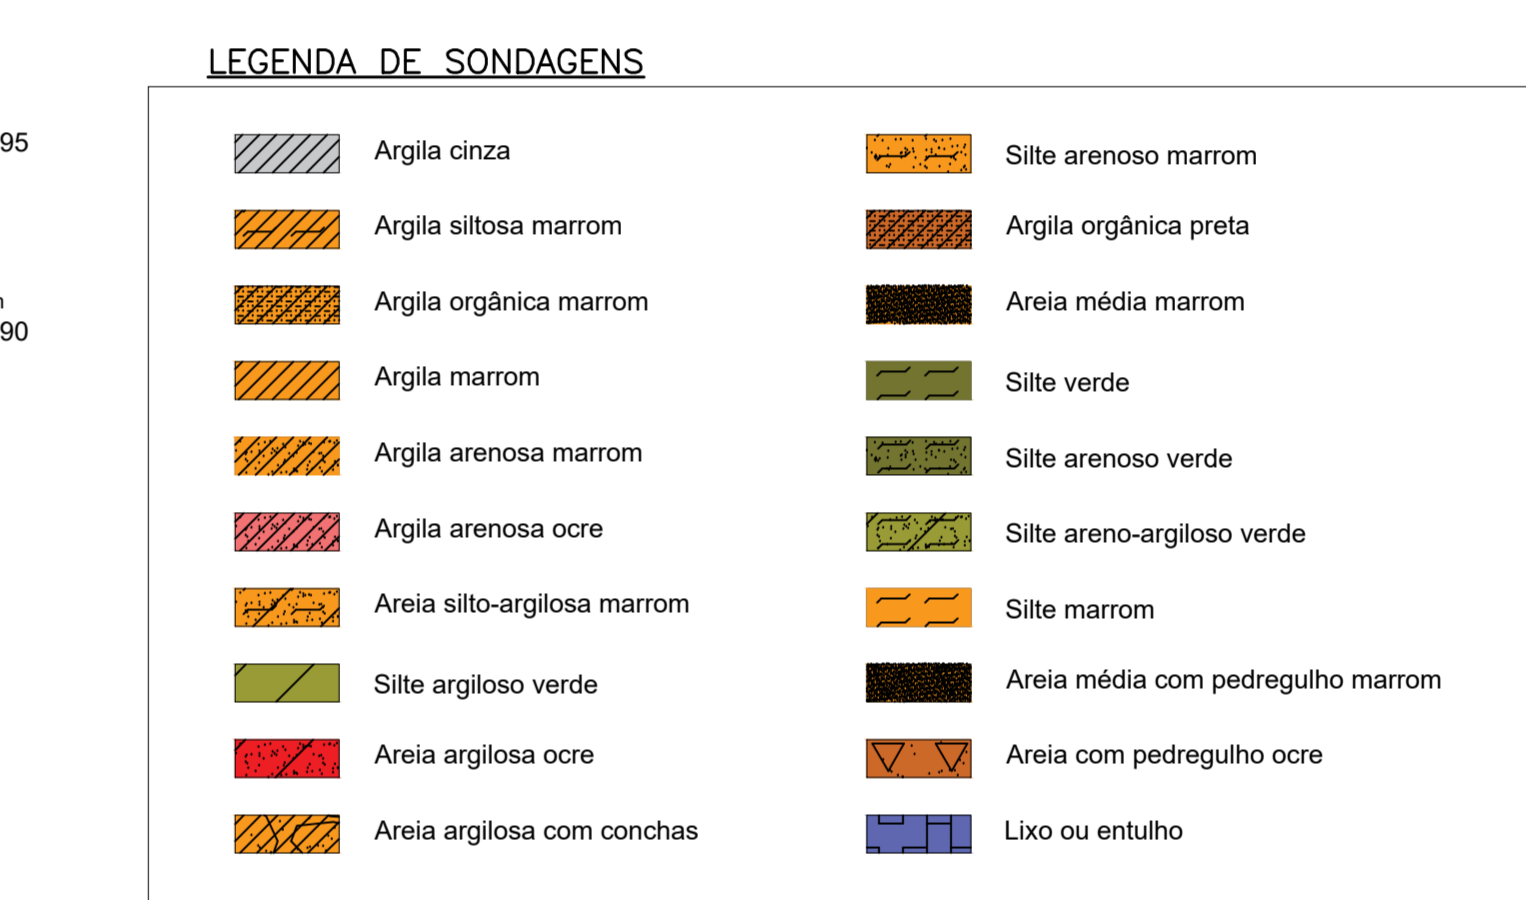 LEGENDA DE SONDAGENS
95
90
n
Argila cinza
Argila siltosa marrom
Argila orgânica marrom
Argila marrom
Argila arenosa marrom
Argila arenosa ocre
Areia silto-argilosa marrom
Silte argiloso verde
Areia argilosa ocre
Areia argilosa com conchas
Silte arenoso marrom
Argila orgânica preta
Areia média marrom
Silte verde
Silte arenoso verde
Silte areno-argiloso verde
Silte marrom
Areia média com pedregulho marrom
Areia com pedregulho ocre
Lixo ou entulho